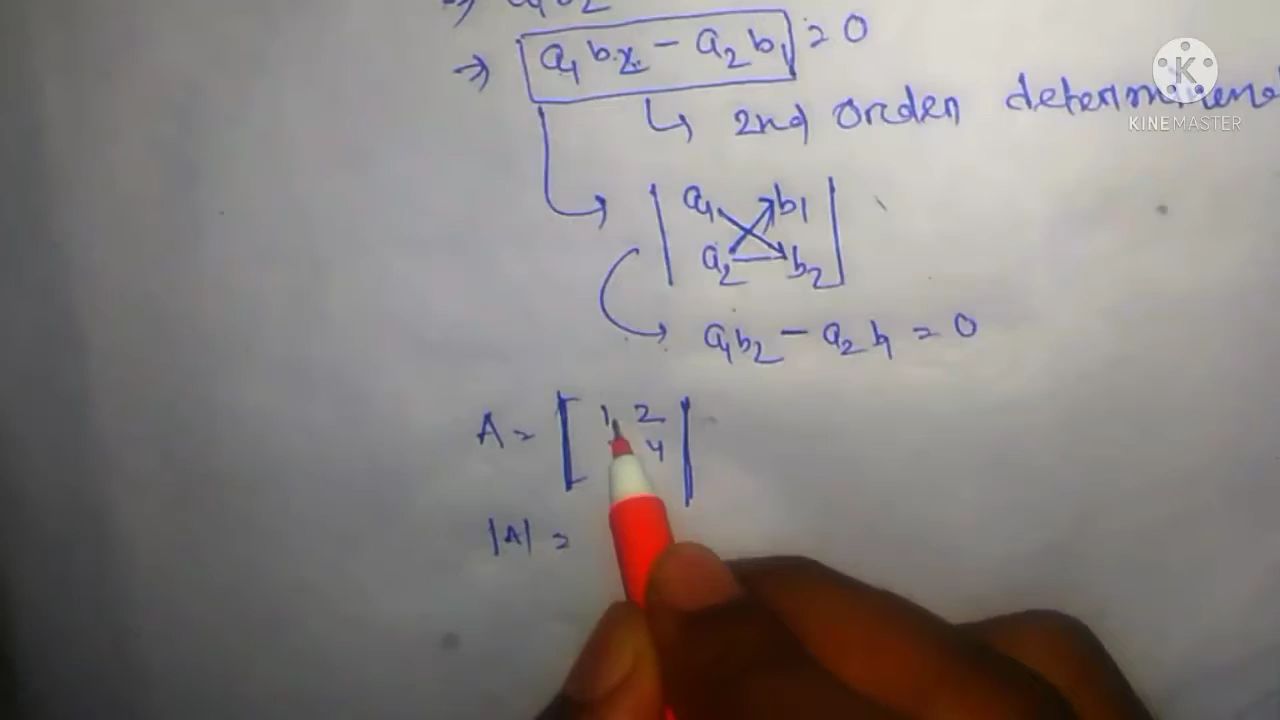 ⇒ a₁b₂ - a₂b₁ = 0
↳ 2nd order
| a₁ b₁
a₂ b₂ |
a₁b₂ - a₂b₁ = 0
A = [ 1 2
4 |
|A| =
K
KINEMASTER